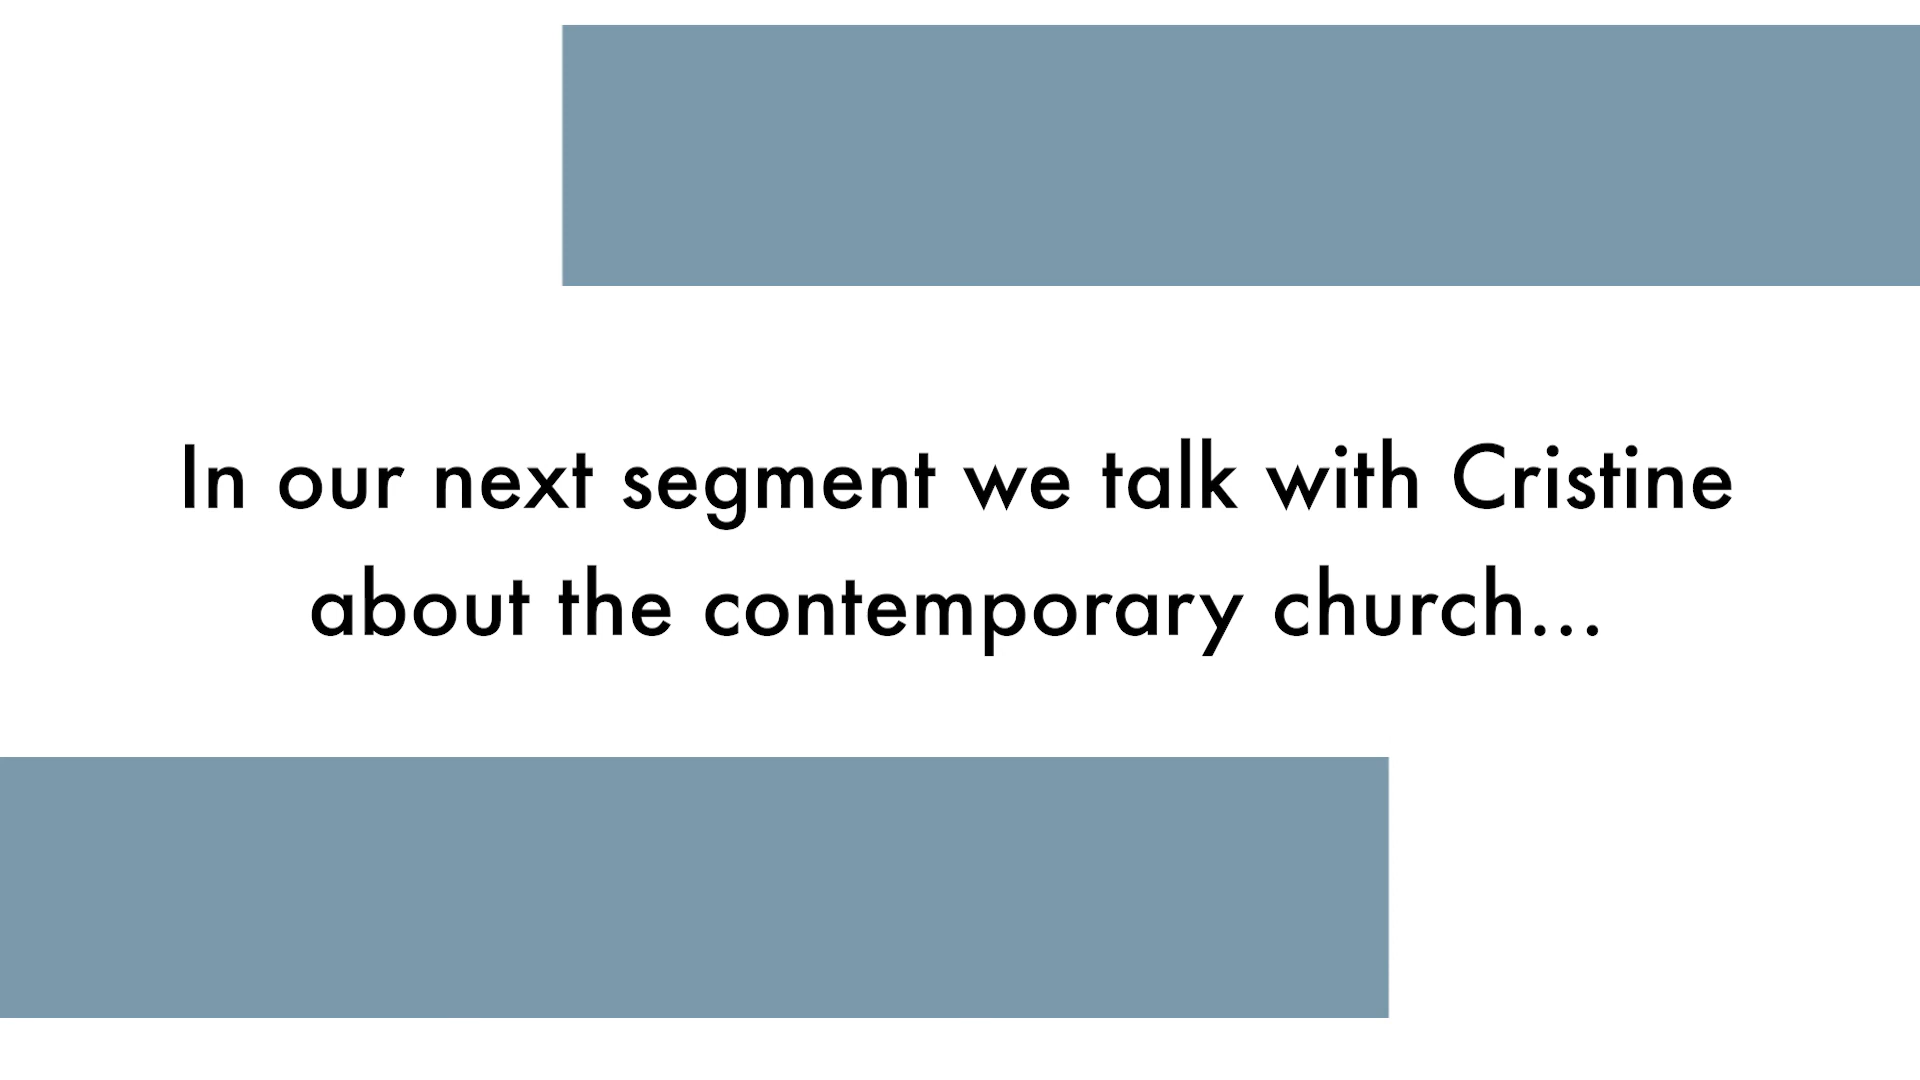 In our next segment we talk with Cristine
about the contemporary church...